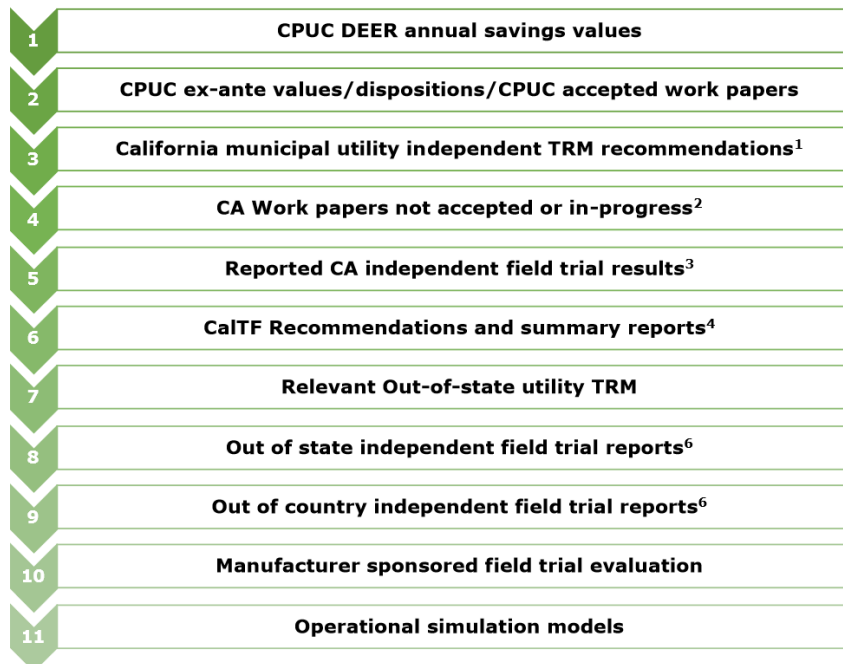 1 CPUC DEER annual savings values
2 CPUC ex-ante values/dispositions/CPUC accepted work papers
3 California municipal utility independent TRM recommendations¹
4 CA Work papers not accepted or in-progress²
5 Reported CA independent field trial results³
6 CalTF Recommendations and summary reports⁴
7 Relevant Out-of-state utility TRM
8 Out of state independent field trial reports⁶
9 Out of country independent field trial reports⁶
10 Manufacturer sponsored field trial evaluation
11 Operational simulation models